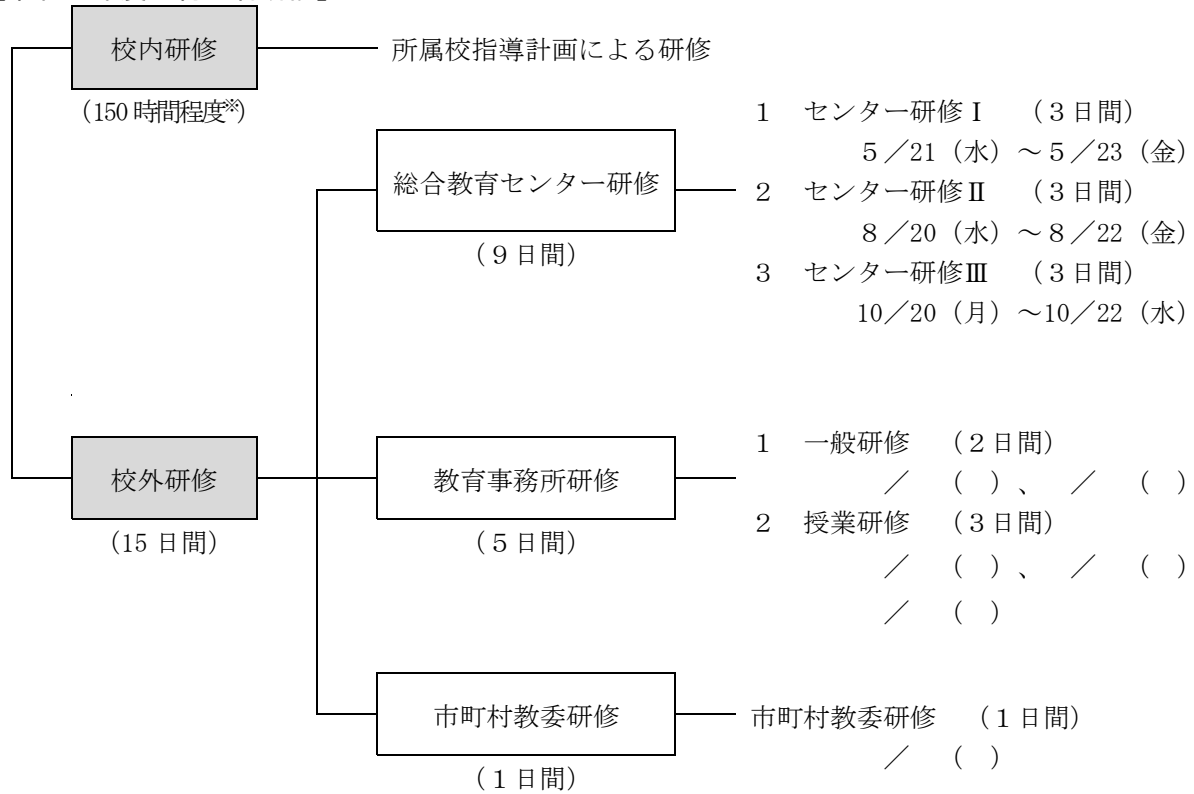 校内研修
所属校指導計画による研修
（150 時間程度※）
総合教育センター研修
（９日間）
１　センター研修Ⅰ　（３日間）
５／21（水）～５／23（金）
２　センター研修Ⅱ　（３日間）
８／20（水）～８／22（金）
３　センター研修Ⅲ　（３日間）
10／20（月）～10／22（水）
校外研修
（15 日間）
教育事務所研修
（５日間）
１　一般研修　（２日間）
／　（　）、　／　（　）
２　授業研修　（３日間）
／　（　）、　／　（　）
／　（　）
市町村教委研修
（１日間）
市町村教委研修　（１日間）
／　（　）